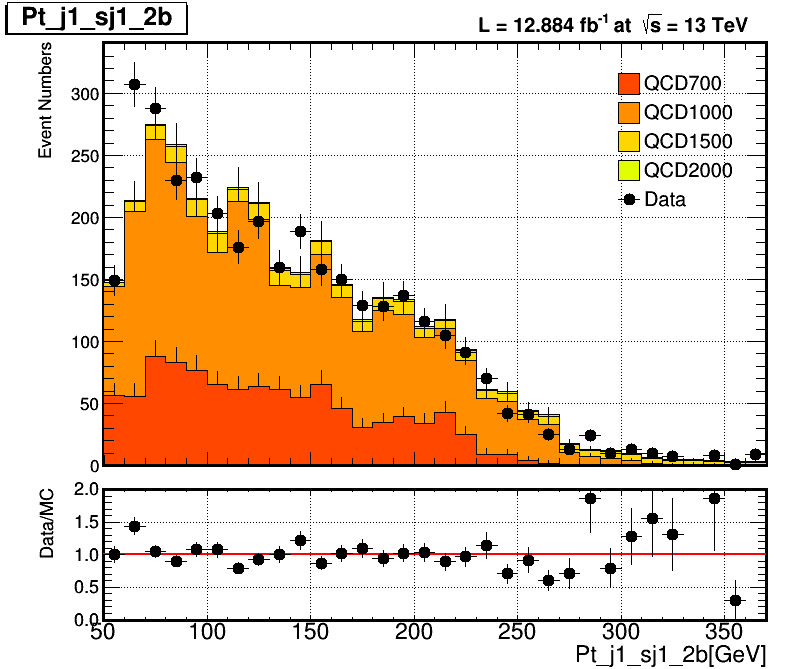 Pt_j1_sj1_2b
L = 12.884 fb-1 at √s = 13 TeV
Event Numbers
300
250
200
150
100
50
0
QCD700
QCD1000
QCD1500
QCD2000
Data
Data/MC
2.0
1.5
1.0
0.5
0.0
50 100 150 200 250 300 350
Pt_j1_sj1_2b[GeV]